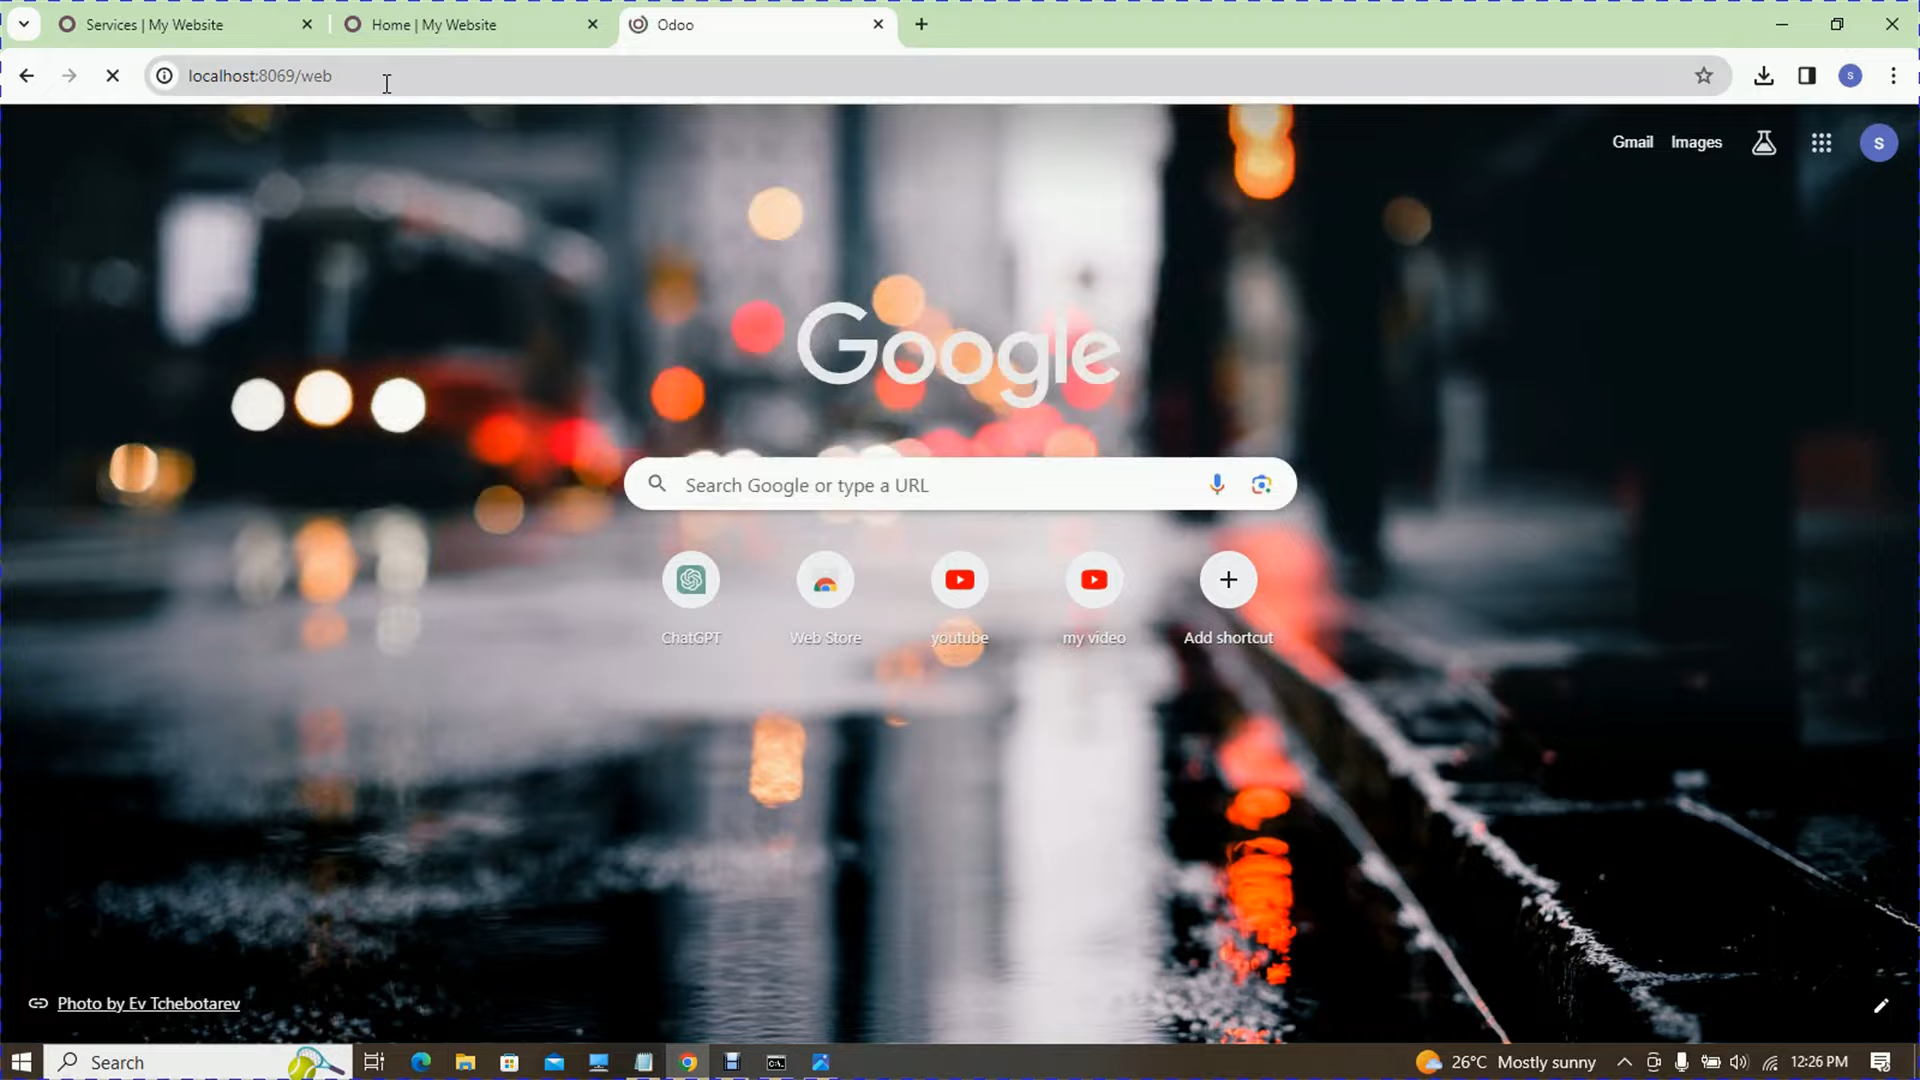 Services | My Website
Home | My Website
Odoo
localhost:8069/web
S
Gmail
Images
S
Google
Search Google or type a URL
ChatGPT
Web Store
youtube
my video
Add shortcut
Photo by Ev Tchebotarev
Search
26°C Mostly sunny
12:26 PM